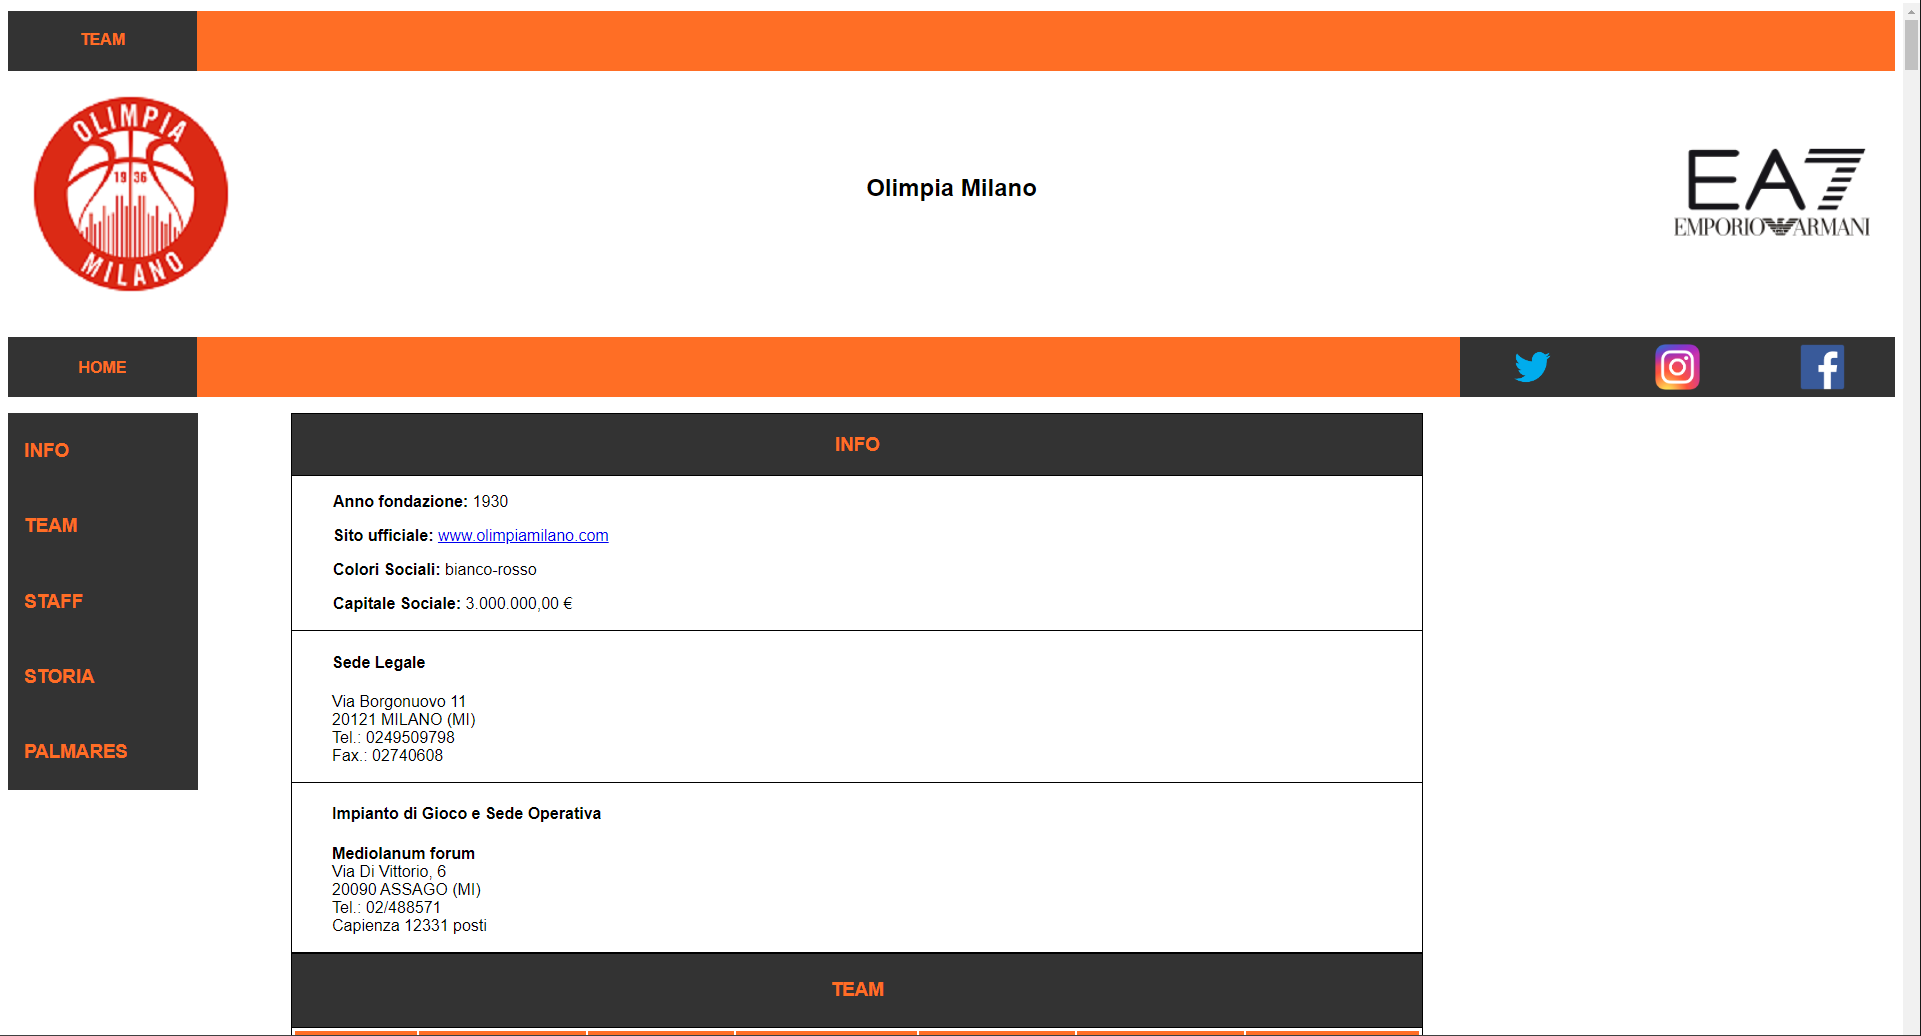 TEAM
OLIMPIA
19 36
MILANO
Olimpia Milano
EA7
EMPORIO ARMANI
HOME
INFO
TEAM
STAFF
STORIA
PALMARES
INFO
Anno fondazione: 1930
Sito ufficiale: www.olimpiamilano.com
Colori Sociali: bianco-rosso
Capitale Sociale: 3.000.000,00 €
Sede Legale
Via Borgonuovo 11
20121 MILANO (MI)
Tel.: 0249509798
Fax.: 02740608
Impianto di Gioco e Sede Operativa
Mediolanum forum
Via Di Vittorio, 6
20090 ASSAGO (MI)
Tel.: 02/488571
Capienza 12331 posti
TEAM